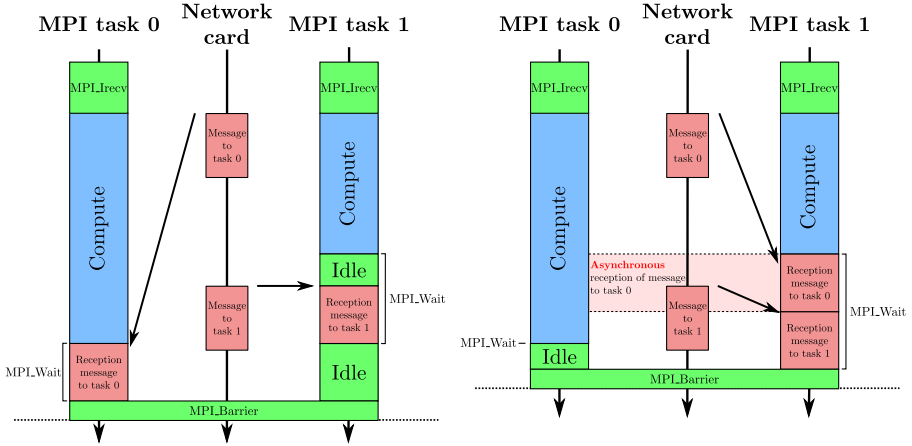 MPI task 0
Network
card
MPI task 1
MPI_Irecv
MPI_Irecv
Message
to
task 0
Compute
Compute
Idle
Message
to
task 1
Reception
message
to task 1
MPI_Wait
MPI_Wait
Reception
message
to task 0
Idle
MPI_Barrier
MPI task 0
Network
card
MPI task 1
MPI_Irecv
MPI_Irecv
Message
to
task 0
Compute
Compute
Asynchronous
reception of message
to task 0
Reception
message
to task 0
Message
to
task 1
Reception
message
to task 1
MPI_Wait
MPI_Wait
Idle
MPI_Barrier